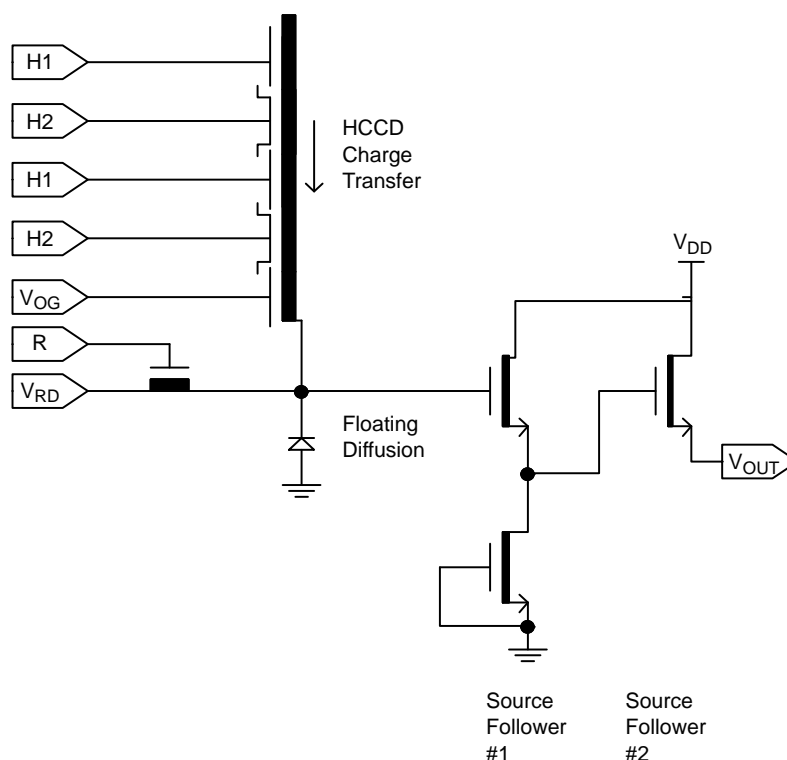 H1
H2
H1
H2
VOG
R
VRD
HCCD
Charge
Transfer
Floating
Diffusion
VDD
VOUT
Source
Follower
#1
Source
Follower
#2